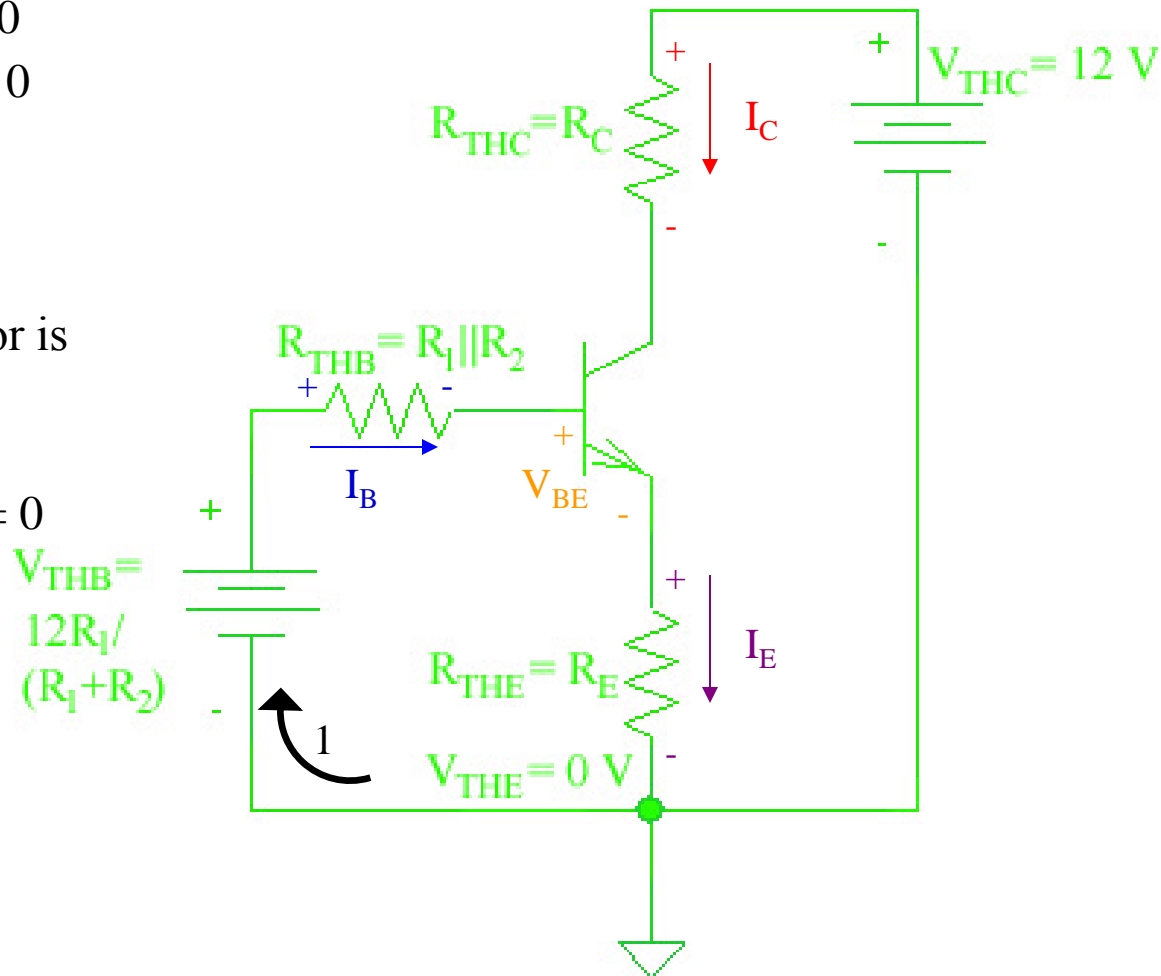 0
0
or is
= 0
+
V_THC= 12 V
-
+
R_THC=R_C
I_C
-
R_THB= R_1||R_2
+ -
I_B
+
V_BE
-
+
V_THB=
12R_1/
(R_1+R_2)
-
1
+
R_THE= R_E
I_E
-
V_THE= 0 V